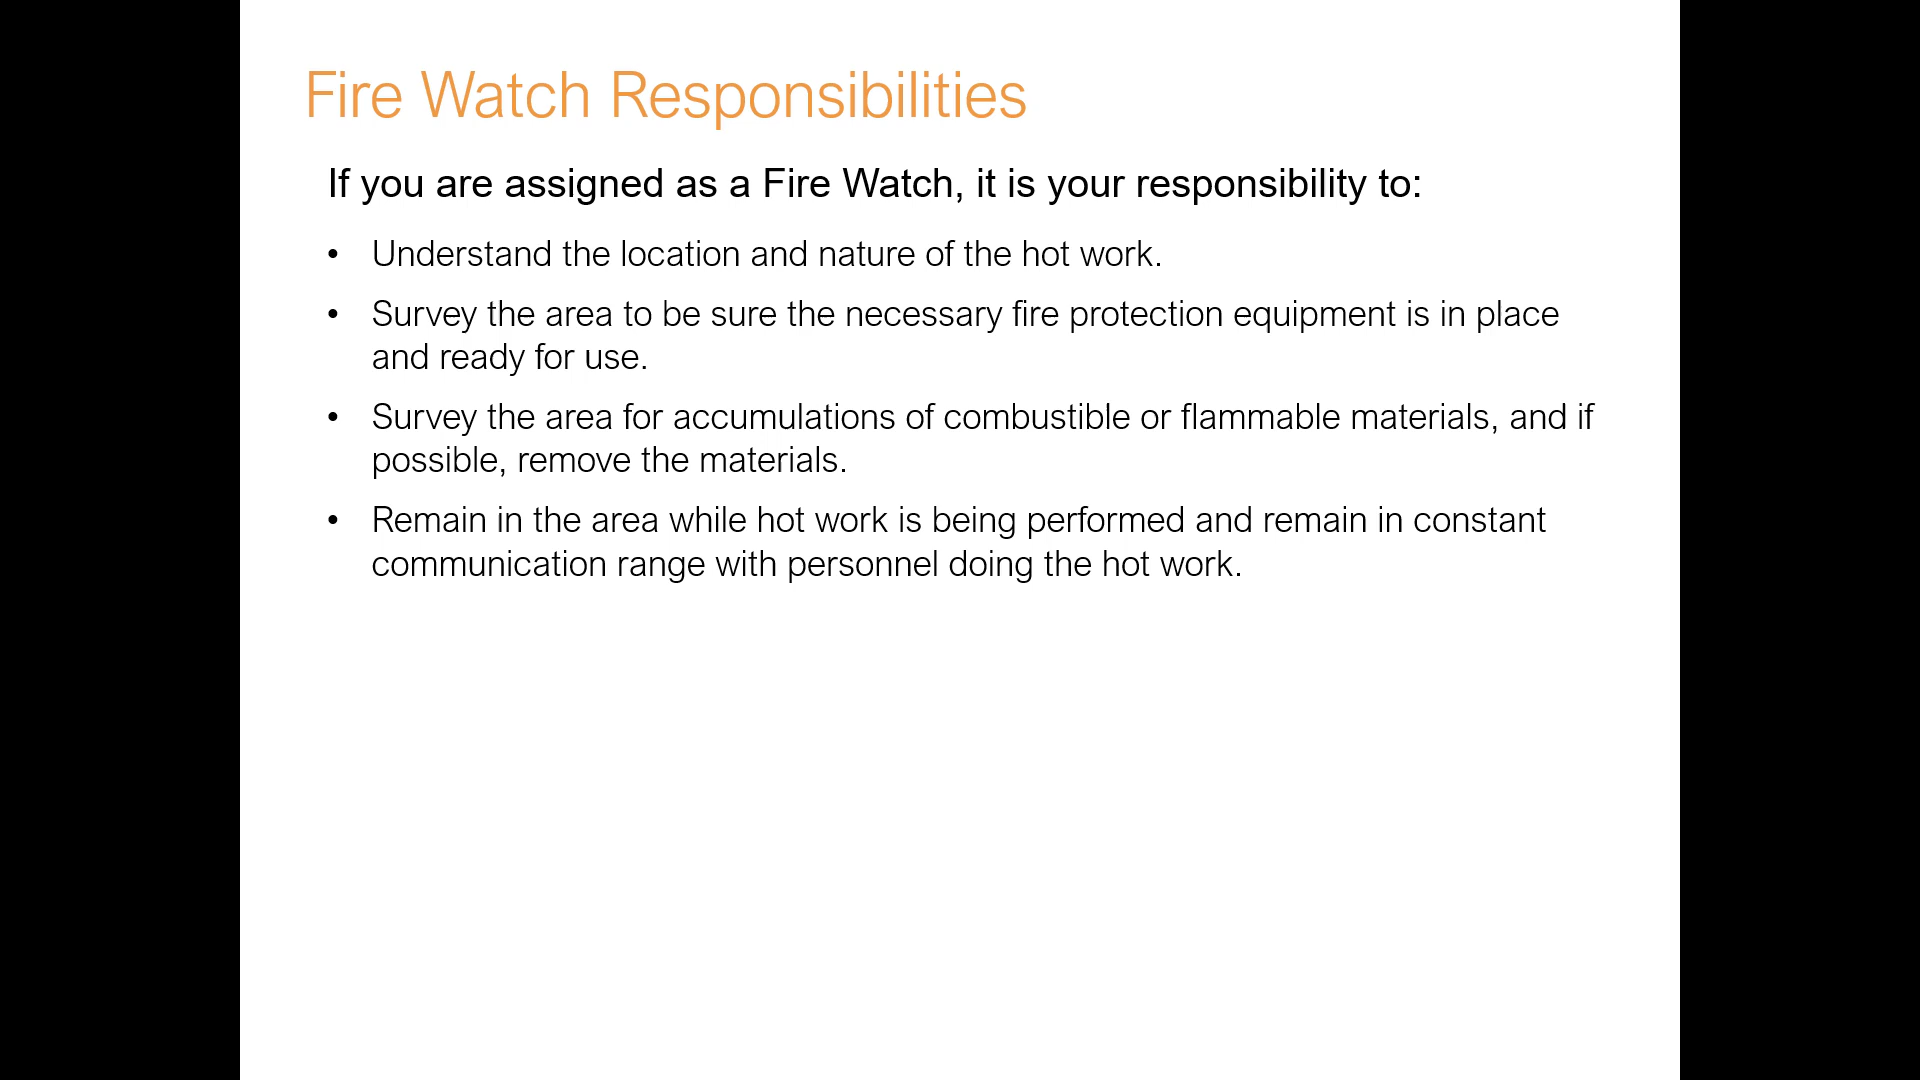 Fire Watch Responsibilities
If you are assigned as a Fire Watch, it is your responsibility to:
• Understand the location and nature of the hot work.
• Survey the area to be sure the necessary fire protection equipment is in place
and ready for use.
• Survey the area for accumulations of combustible or flammable materials, and if
possible, remove the materials.
• Remain in the area while hot work is being performed and remain in constant
communication range with personnel doing the hot work.